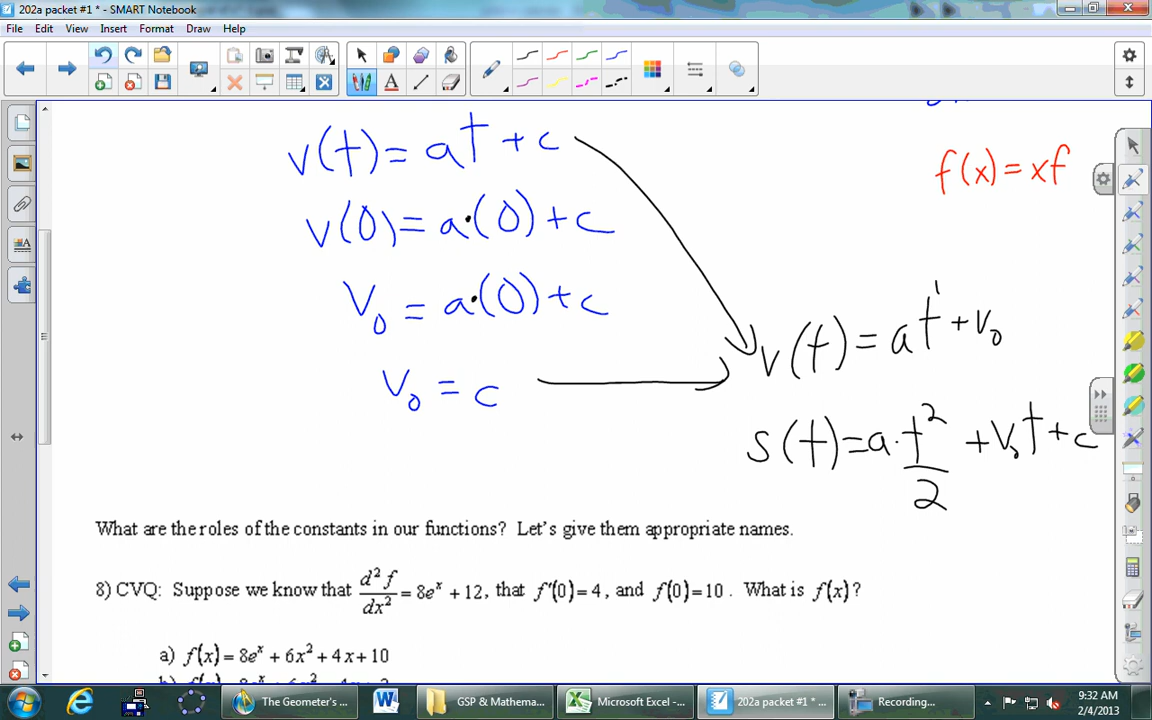 202a packet #1 * - SMART Notebook
File Edit View Insert Format Draw Help
v(t) = at + c
f(x) = xf
v(0) = a·(0) + c
v₀ = a·(0) + c
v(t) = at¹ + v₀
v₀ = c
s(t) = a·t²/2 + v₀t + c
What are the roles of the constants in our functions? Let's give them appropriate names.
8) CVQ: Suppose we know that d²f/dx² = 8eˣ + 12, that f'(0) = 4, and f(0) = 10. What is f(x)?
a) f(x) = 8eˣ + 6x² + 4x + 10
The Geometer's ... GSP & Mathema... Microsoft Excel -... 202a packet #1 * ... Recording...
9:32 AM
2/4/2013